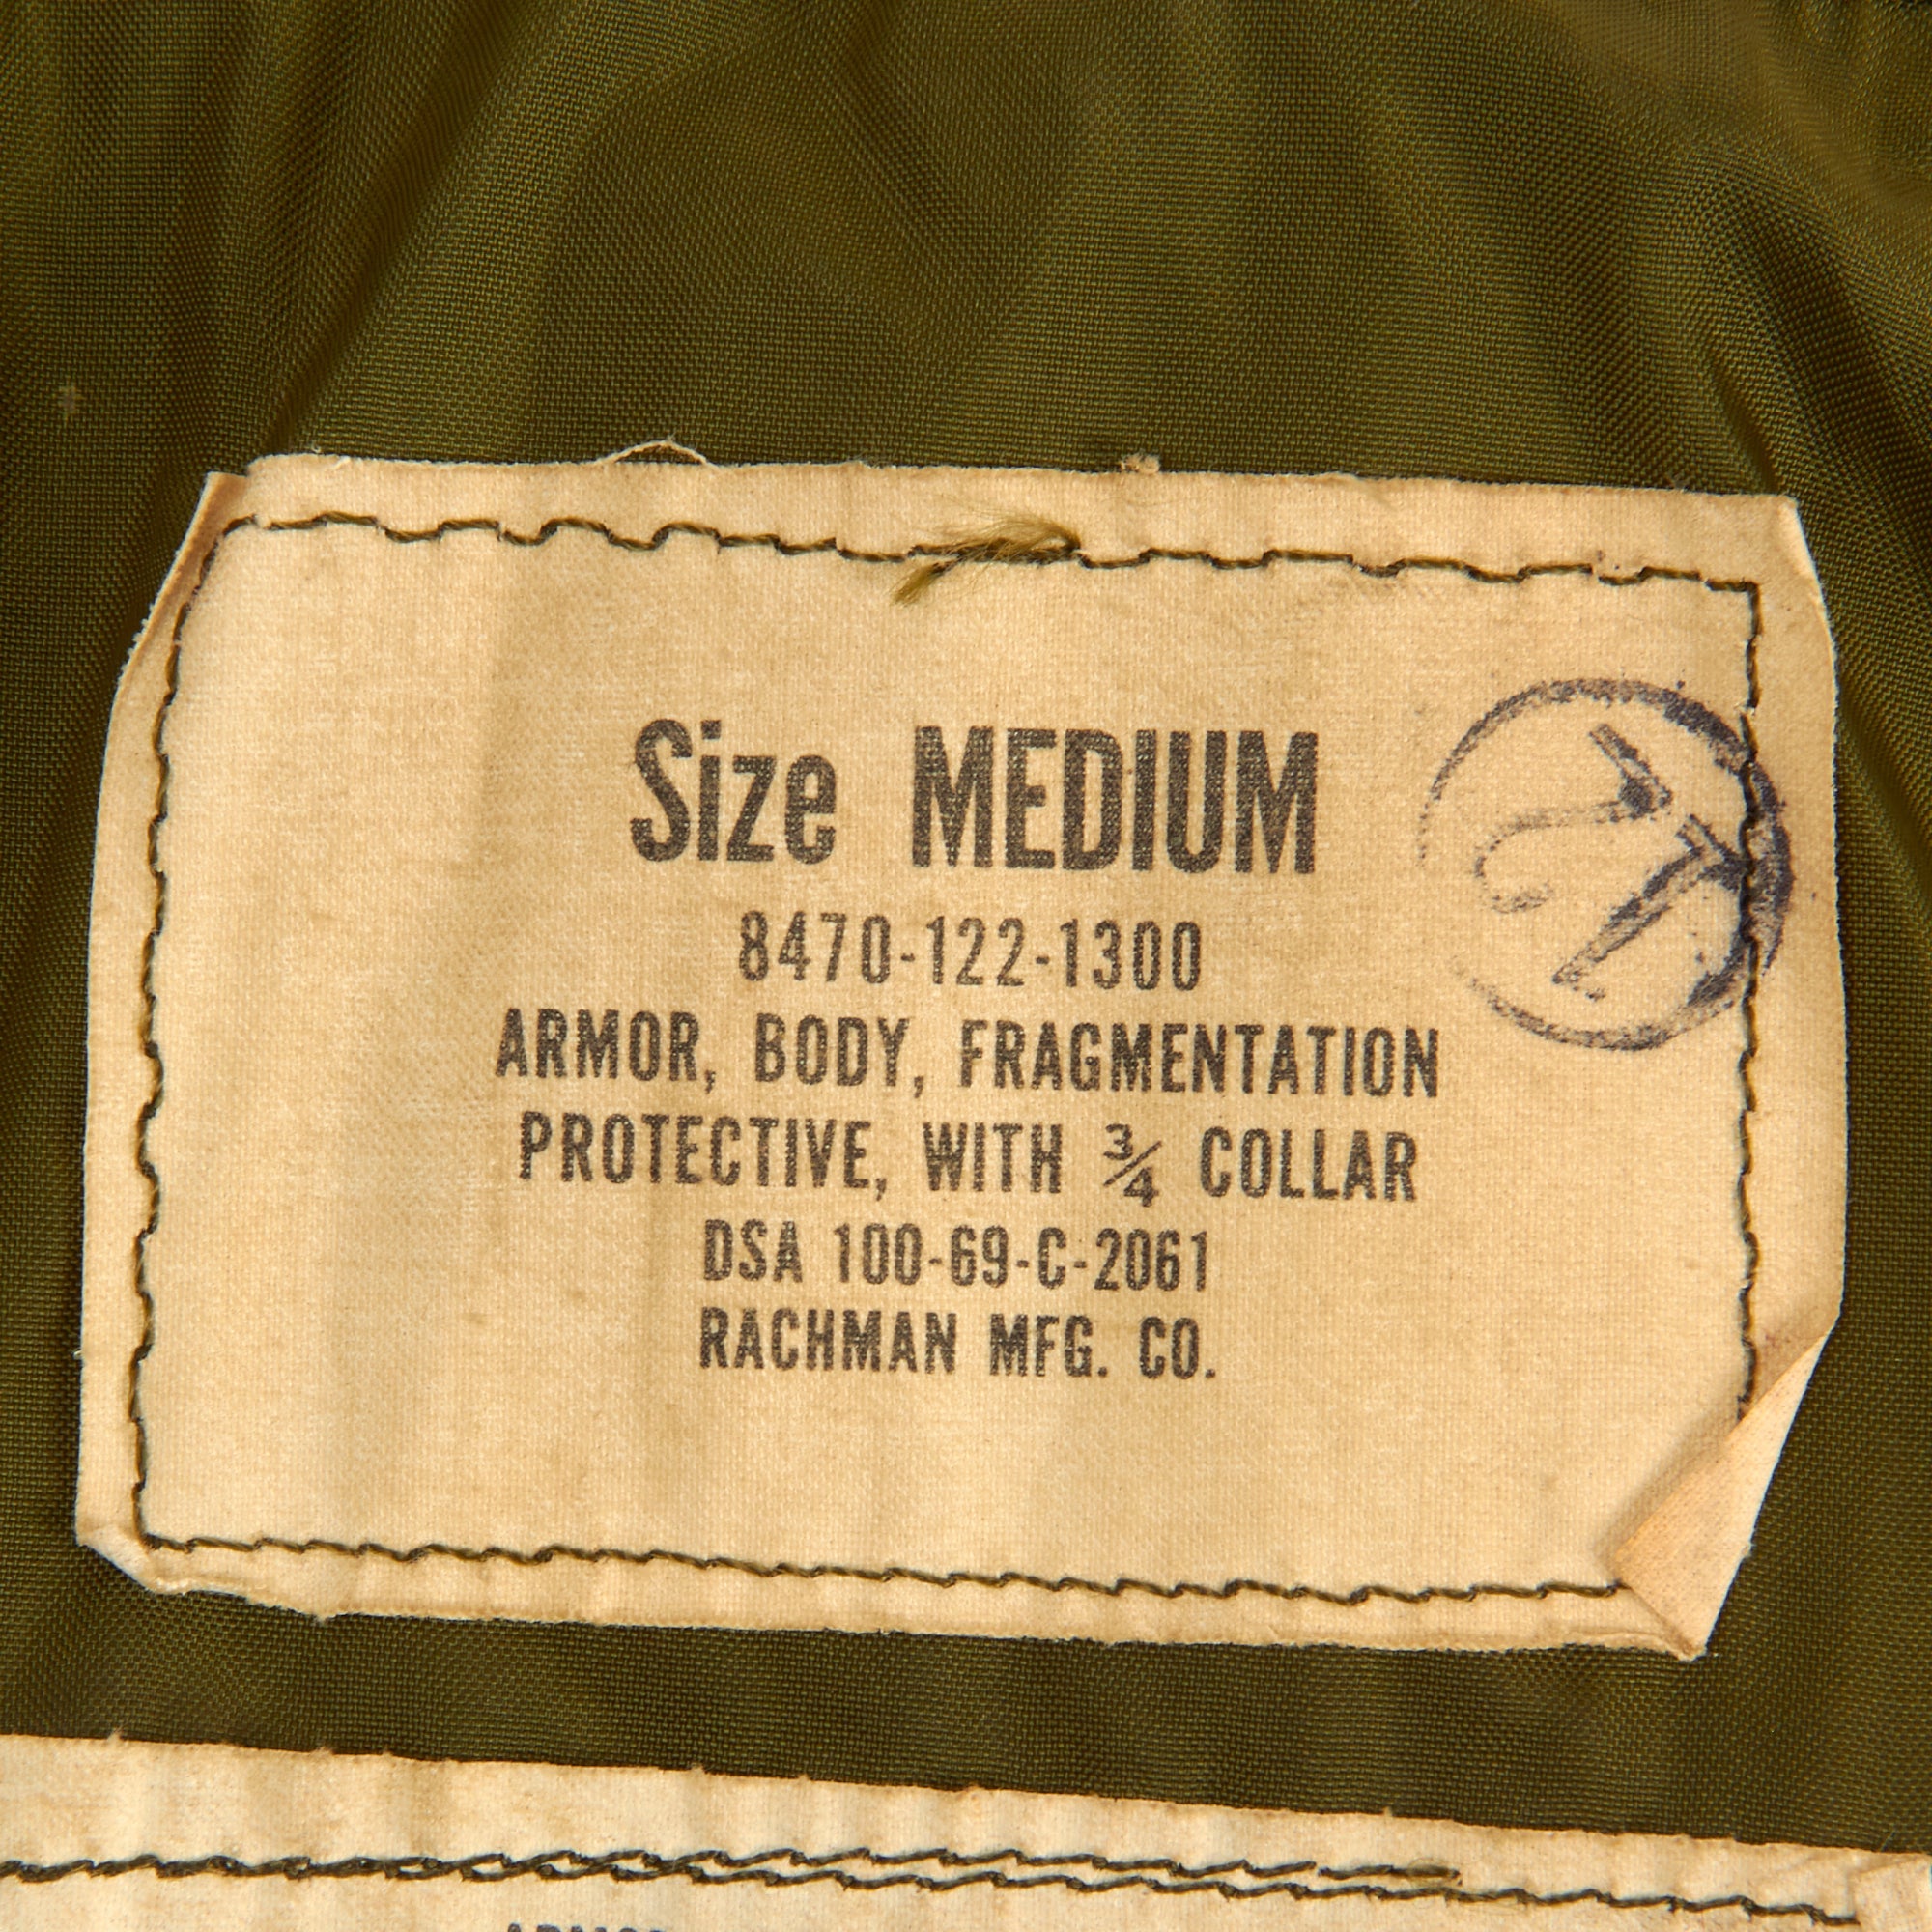 Size MEDIUM
8470-122-1300
ARMOR, BODY, FRAGMENTATION
PROTECTIVE, WITH ¾ COLLAR
DSA 100-69-C-2061
RACHMAN MFG. CO.